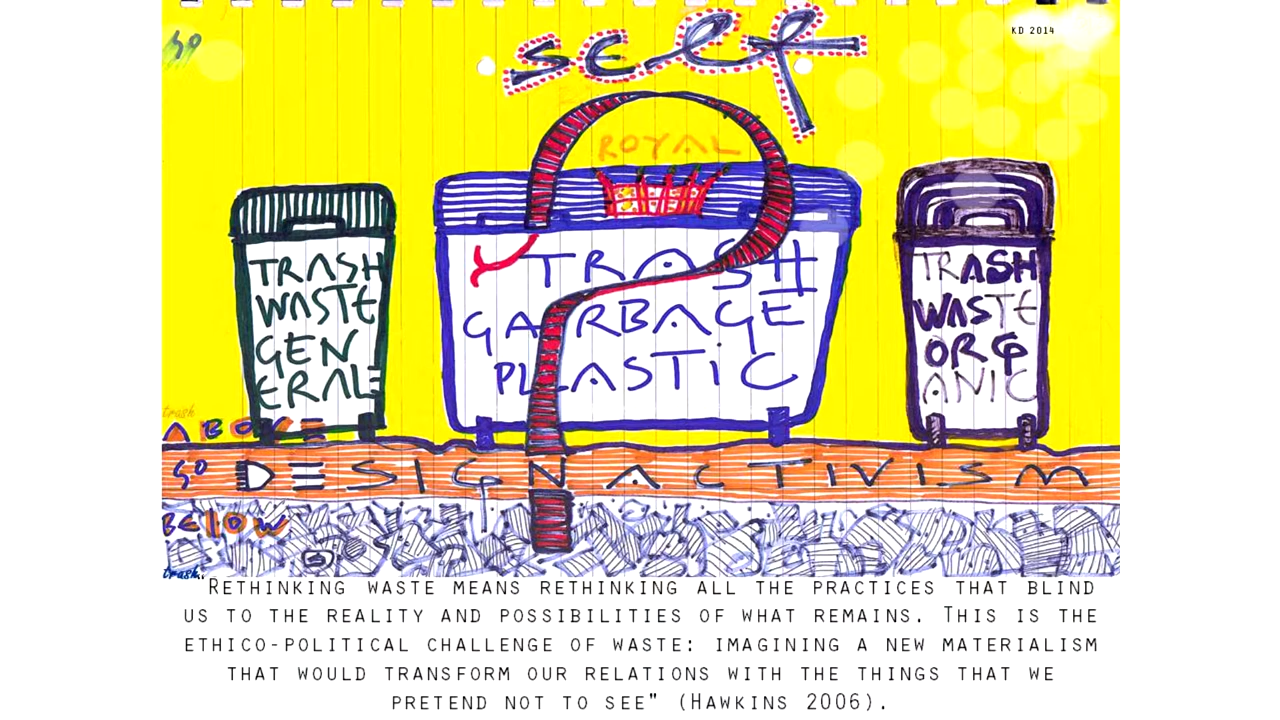 so
self
KD 2014
ROYAL
TRASH
WASTE
GEN
ERAL
TRASH
GARBAGE
PLASTIC
TRASH
WASTE
ORG
ANIC
trash
ABOVE
SO DESIGN ACTIVISM
BEllOW
trash
"Rethinking waste means rethinking all the practices that blind
us to the reality and possibilities of what remains. This is the
ethico-political challenge of waste: imagining a new materialism
that would transform our relations with the things that we
pretend not to see" (Hawkins 2006).